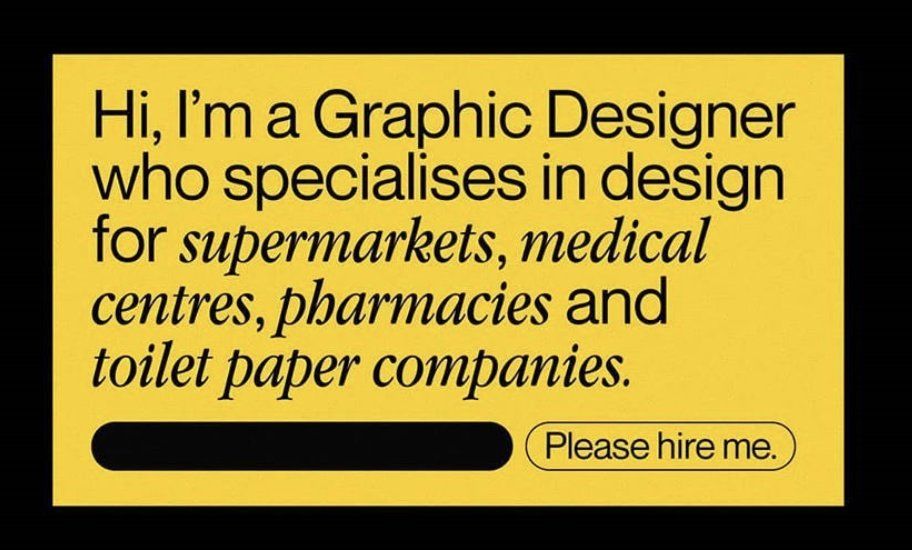 Hi, I'm a Graphic Designer
who specialises in design
for supermarkets, medical
centres, pharmacies and
toilet paper companies.
Please hire me.